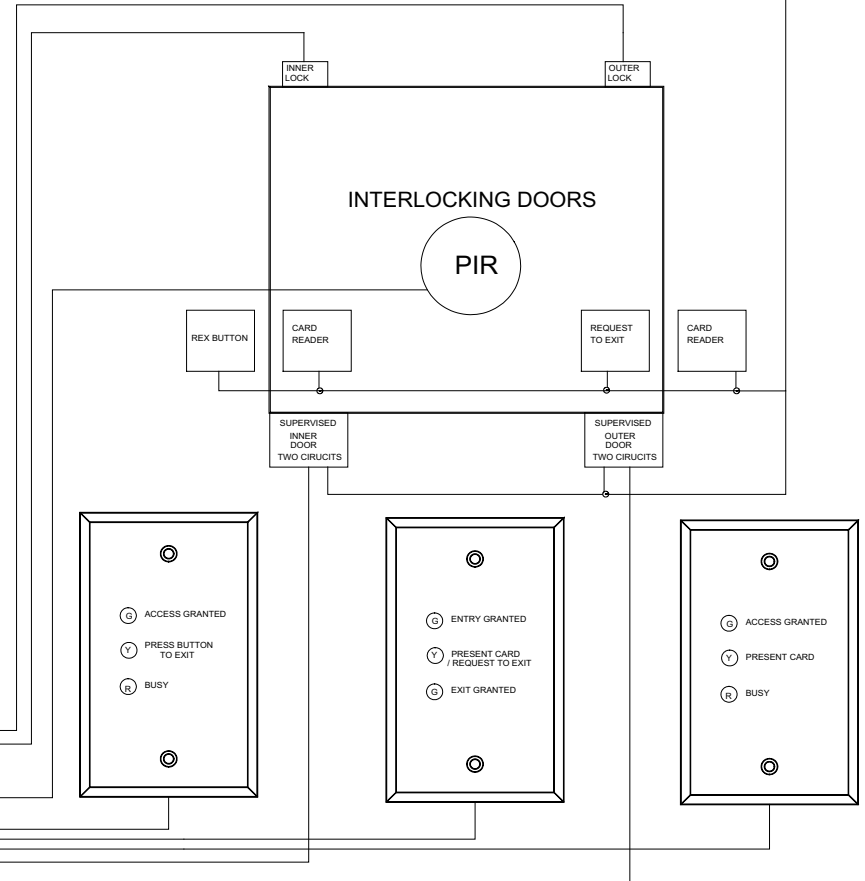 INNER
LOCK
OUTER
LOCK
INTERLOCKING DOORS
PIR
REX BUTTON
CARD
READER
REQUEST
TO EXIT
CARD
READER
SUPERVISED
INNER
DOOR
TWO CIRUCITS
SUPERVISED
OUTER
DOOR
TWO CIRUCITS
G ACCESS GRANTED
Y PRESS BUTTON
TO EXIT
R BUSY
G ENTRY GRANTED
Y PRESENT CARD
/ REQUEST TO EXIT
G EXIT GRANTED
G ACCESS GRANTED
Y PRESENT CARD
R BUSY